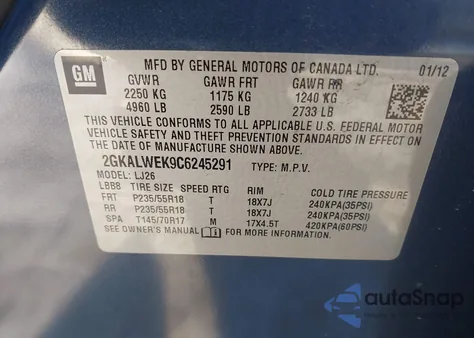 GM
MFD BY GENERAL MOTORS OF CANADA LTD. 01/12
GVWR GAWR FRT GAWR RR
2250 KG 1175 KG 1240 KG
4960 LB 2590 LB 2733 LB
THIS VEHICLE CONFORMS TO ALL APPLICABLE U.S. FEDERAL MOTOR
VEHICLE SAFETY AND THEFT PREVENTION STANDARDS IN EFFECT ON
THE DATE OF MANUFACTURE SHOWN ABOVE.
2GKALWEK9C6245291 TYPE: M.P.V.
MODEL: LJ26
LBB8 TIRE SIZE SPEED RTG RIM COLD TIRE PRESSURE
FRT P235/55R18 T 18X7J 240KPA(35PSI)
RR P235/55R18 T 18X7J 240KPA(35PSI)
SPA T145/70R17 M 17X4.5T 420KPA(60PSI)
SEE OWNER'S MANUAL FOR MORE INFORMATION.
autoSnap